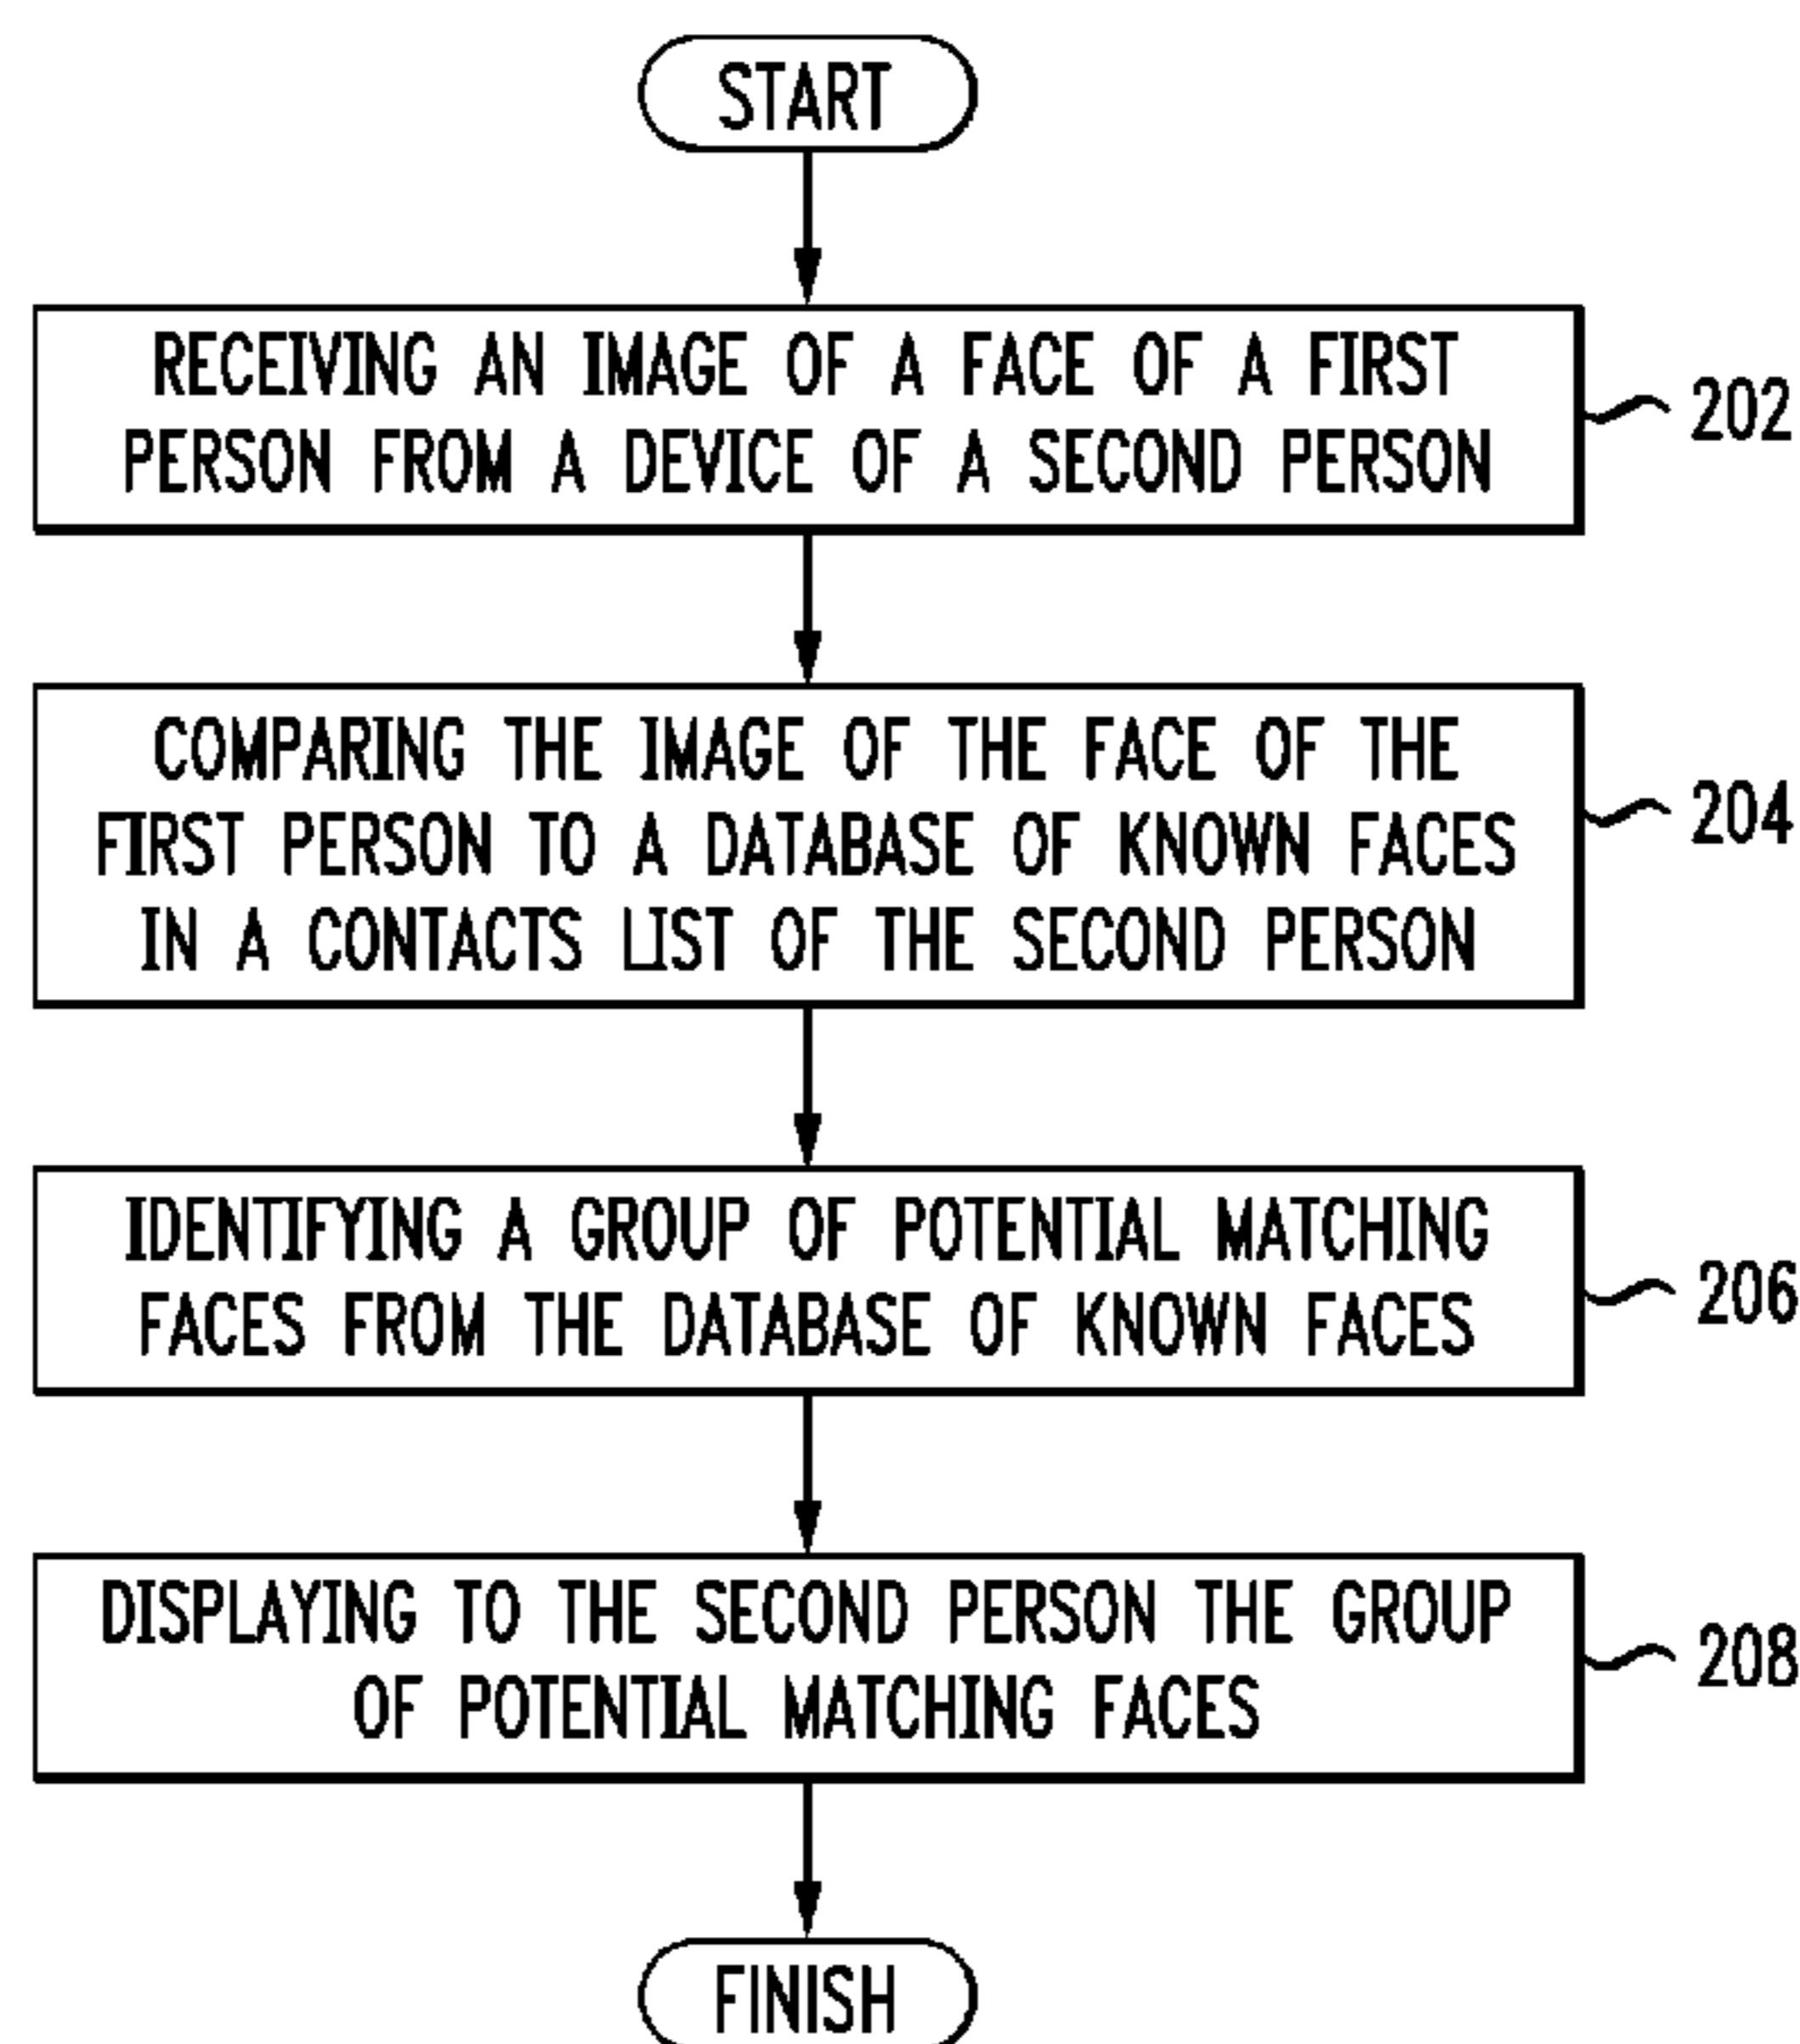 START
RECEIVING AN IMAGE OF A FACE OF A FIRST
PERSON FROM A DEVICE OF A SECOND PERSON
202
COMPARING THE IMAGE OF THE FACE OF THE
FIRST PERSON TO A DATABASE OF KNOWN FACES
IN A CONTACTS LIST OF THE SECOND PERSON
204
IDENTIFYING A GROUP OF POTENTIAL MATCHING
FACES FROM THE DATABASE OF KNOWN FACES
206
DISPLAYING TO THE SECOND PERSON THE GROUP
OF POTENTIAL MATCHING FACES
208
FINISH